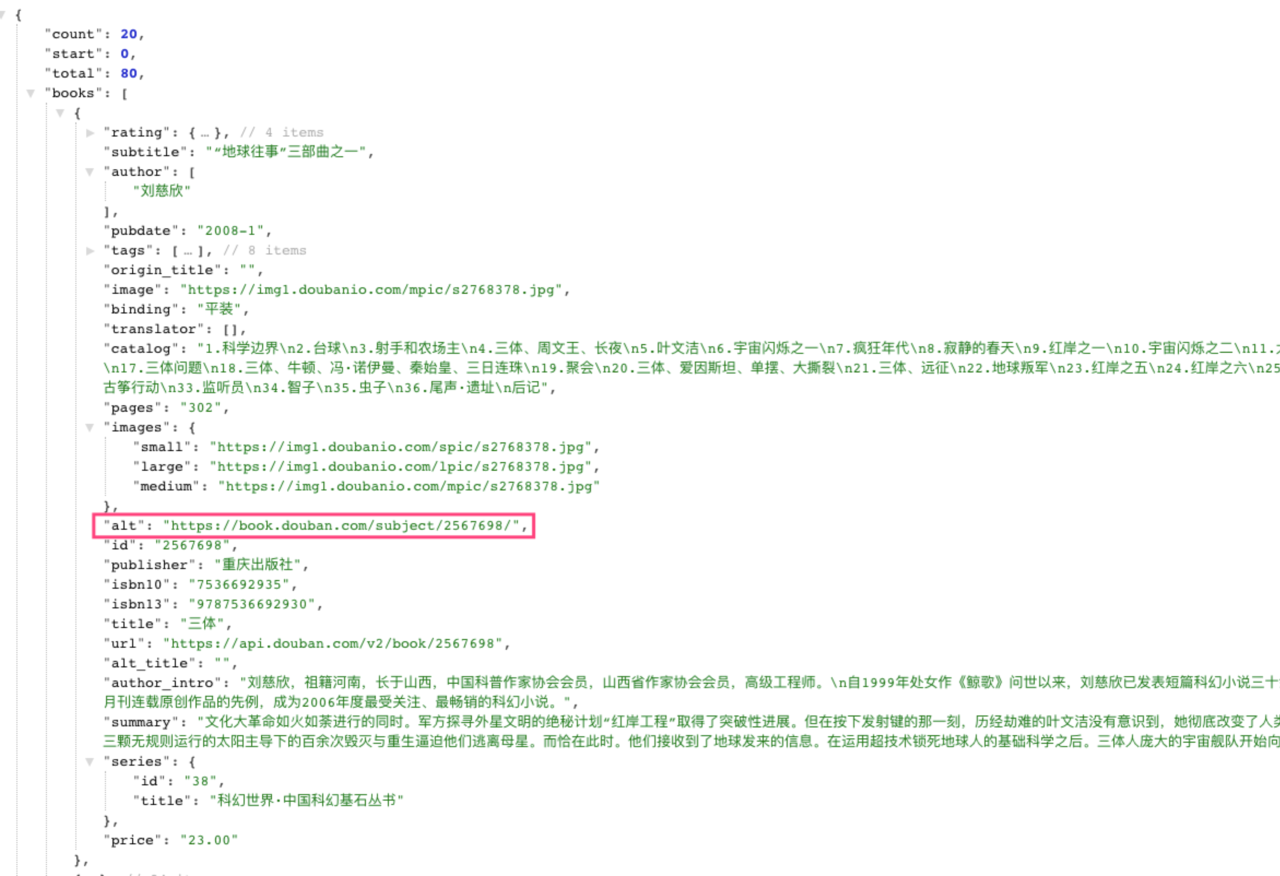 {
"count": 20,
"start": 0,
"total": 80,
"books": [
{
"rating": {…}, // 4 items
"subtitle": "“地球往事”三部曲之一",
"author": [
"刘慈欣"
],
"pubdate": "2008-1",
"tags": […], // 8 items
"origin_title": "",
"image": "https://img1.doubanio.com/mpic/s2768378.jpg",
"binding": "平装",
"translator": [],
"catalog": "1.科学边界\n2.台球\n3.射手和农场主\n4.三体、周文王、长夜\n5.叶文洁\n6.宇宙闪烁之一\n7.疯狂年代\n8.寂静的春天\n9.红岸之一\n10.宇宙闪烁之二\n11.
\n17.三体问题\n18.三体、牛顿、冯·诺伊曼、秦始皇、三日连珠\n19.聚会\n20.三体、爱因斯坦、单摆、大撕裂\n21.三体、远征\n22.地球叛军\n23.红岸之五\n24.红岸之六\n25
古筝行动\n33.监听员\n34.智子\n35.虫子\n36.尾声·遗址\n后记",
"pages": "302",
"images": {
"small": "https://img1.doubanio.com/spic/s2768378.jpg",
"large": "https://img1.doubanio.com/lpic/s2768378.jpg",
"medium": "https://img1.doubanio.com/mpic/s2768378.jpg"
},
"alt": "https://book.douban.com/subject/2567698/",
"id": "2567698",
"publisher": "重庆出版社",
"isbn10": "7536692935",
"isbn13": "9787536692930",
"title": "三体",
"url": "https://api.douban.com/v2/book/2567698",
"alt_title": "",
"author_intro": "刘慈欣，祖籍河南，长于山西，中国科普作家协会会员，山西省作家协会会员，高级工程师。\n自1999年处女作《鲸歌》问世以来，刘慈欣已发表短篇科幻小说三十
月刊连载原创作品的先例，成为2006年度最受关注、最畅销的科幻小说。",
"summary": "文化大革命如火如荼进行的同时。军方探寻外星文明的绝秘计划“红岸工程”取得了突破性进展。但在按下发射键的那一刻，历经劫难的叶文洁没有意识到，她彻底改变了人类
三颗无规则运行的太阳主导下的百余次毁灭与重生逼迫他们逃离母星。而恰在此时。他们接收到了地球发来的信息。在运用超技术锁死地球人的基础科学之后。三体人庞大的宇宙舰队开始向
"series": {
"id": "38",
"title": "科幻世界·中国科幻基石丛书"
},
"price": "23.00"
},